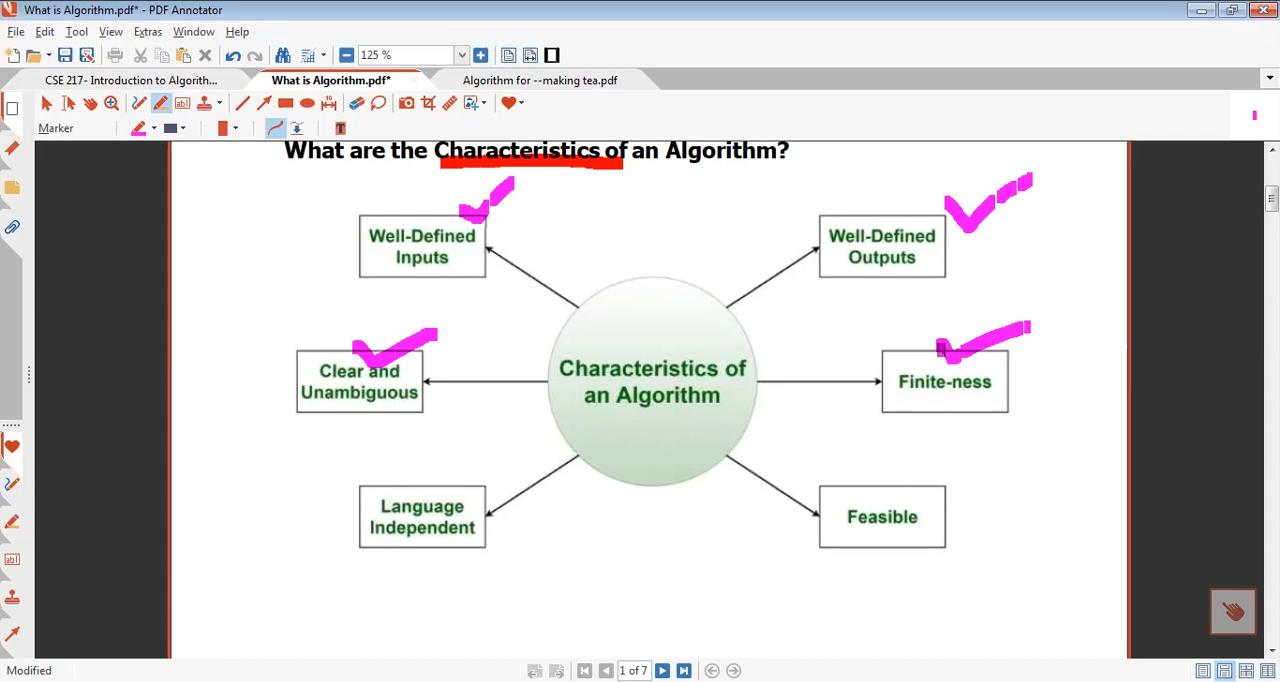 What is Algorithm.pdf* - PDF Annotator
File Edit Tool View Extras Window Help
125 %
CSE 217- Introduction to Algorith...
What is Algorithm.pdf*
Algorithm for --making tea.pdf
Marker
What are the Characteristics of an Algorithm?
Well-Defined
Inputs
Well-Defined
Outputs
Clear and
Unambiguous
Characteristics of
an Algorithm
Finite-ness
Language
Independent
Feasible
Modified
1 of 7